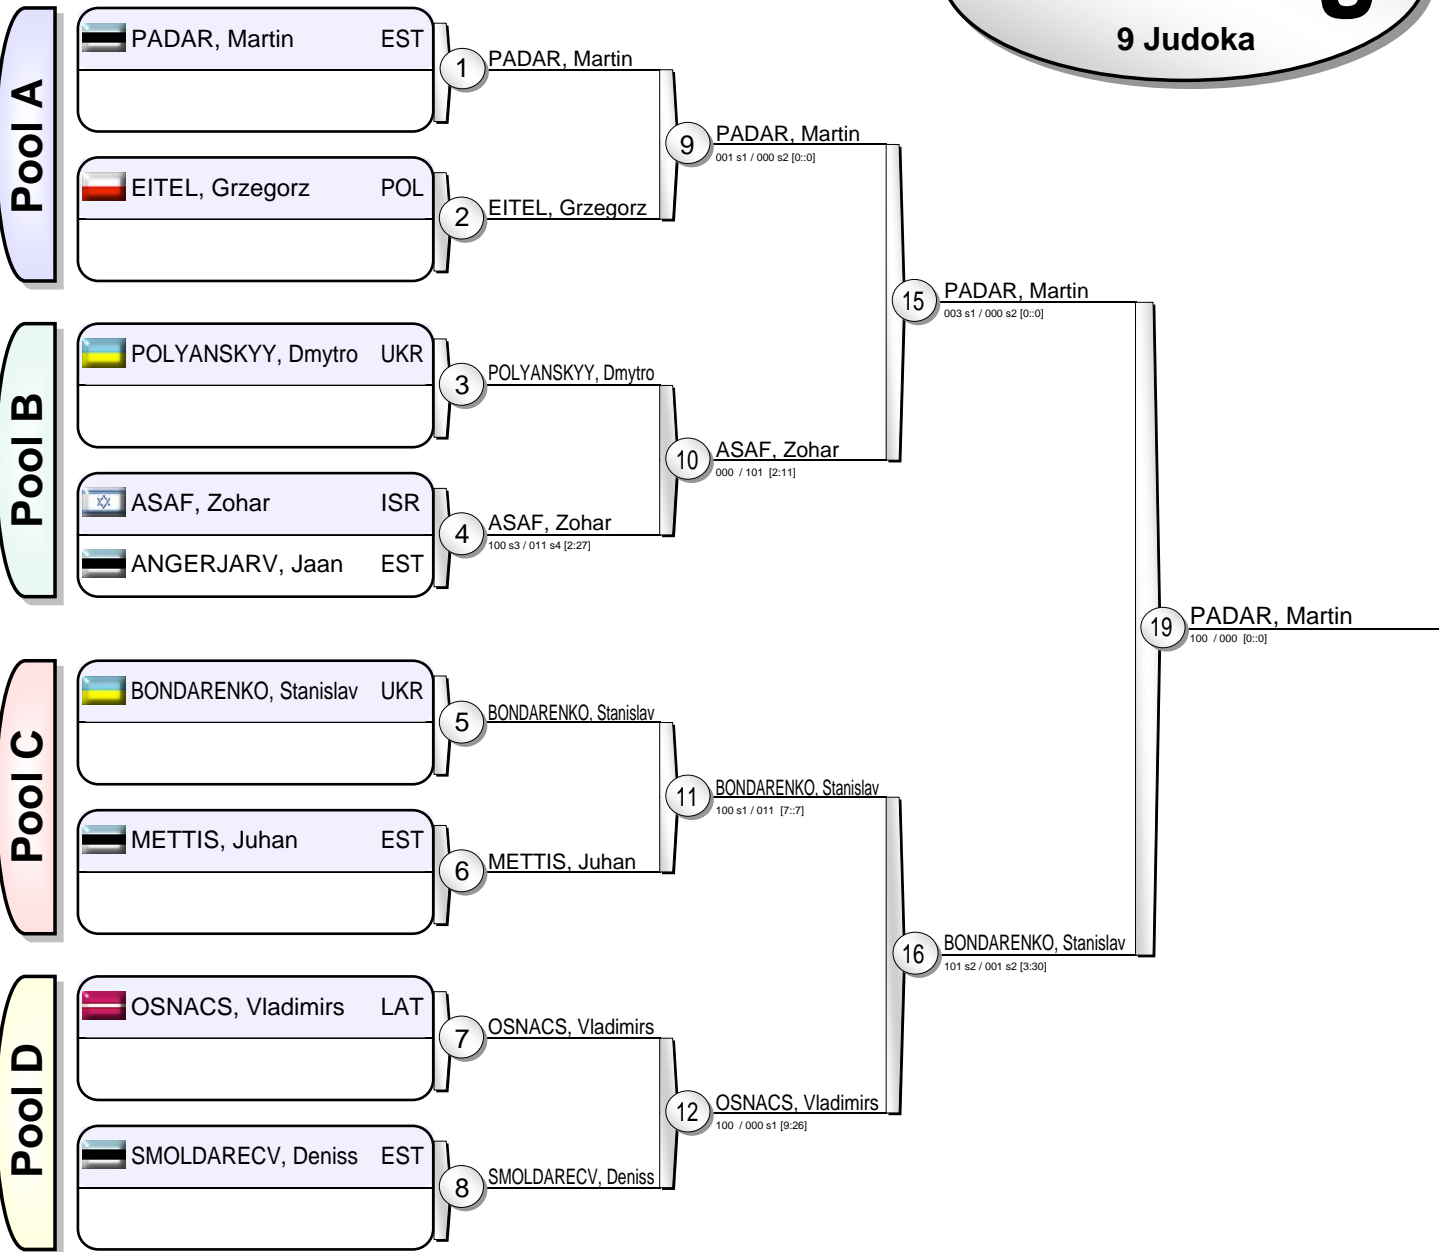 9 Judoka
Pool A
PADAR, Martin EST
EITEL, Grzegorz POL
1 PADAR, Martin
2 EITEL, Grzegorz
9 PADAR, Martin
001 s1 / 000 s2 [0::0]
Pool B
POLYANSKYY, Dmytro UKR
ASAF, Zohar ISR
ANGERJARV, Jaan EST
3 POLYANSKYY, Dmytro
4 ASAF, Zohar
100 s3 / 011 s4 [2:27]
10 ASAF, Zohar
000 / 101 [2:11]
15 PADAR, Martin
003 s1 / 000 s2 [0::0]
Pool C
BONDARENKO, Stanislav UKR
METTIS, Juhan EST
5 BONDARENKO, Stanislav
6 METTIS, Juhan
11 BONDARENKO, Stanislav
100 s1 / 011 [7::7]
Pool D
OSNACS, Vladimirs LAT
SMOLDARECV, Deniss EST
7 OSNACS, Vladimirs
8 SMOLDARECV, Deniss
12 OSNACS, Vladimirs
100 / 000 s1 [9:26]
16 BONDARENKO, Stanislav
101 s2 / 001 s2 [3:30]
19 PADAR, Martin
100 / 000 [0::0]